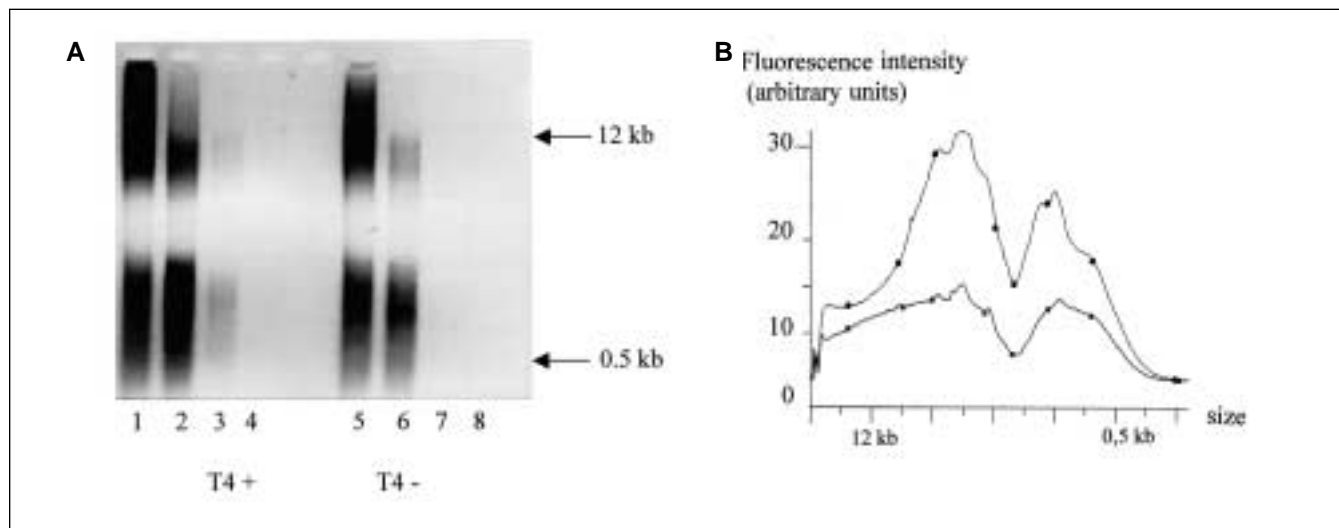 A
12 kb
0.5 kb
1 2 3 4 5 6 7 8
T4 + T4 -
B
Fluorescence intensity
(arbitrary units)
30
20
10
0
12 kb 0,5 kb size